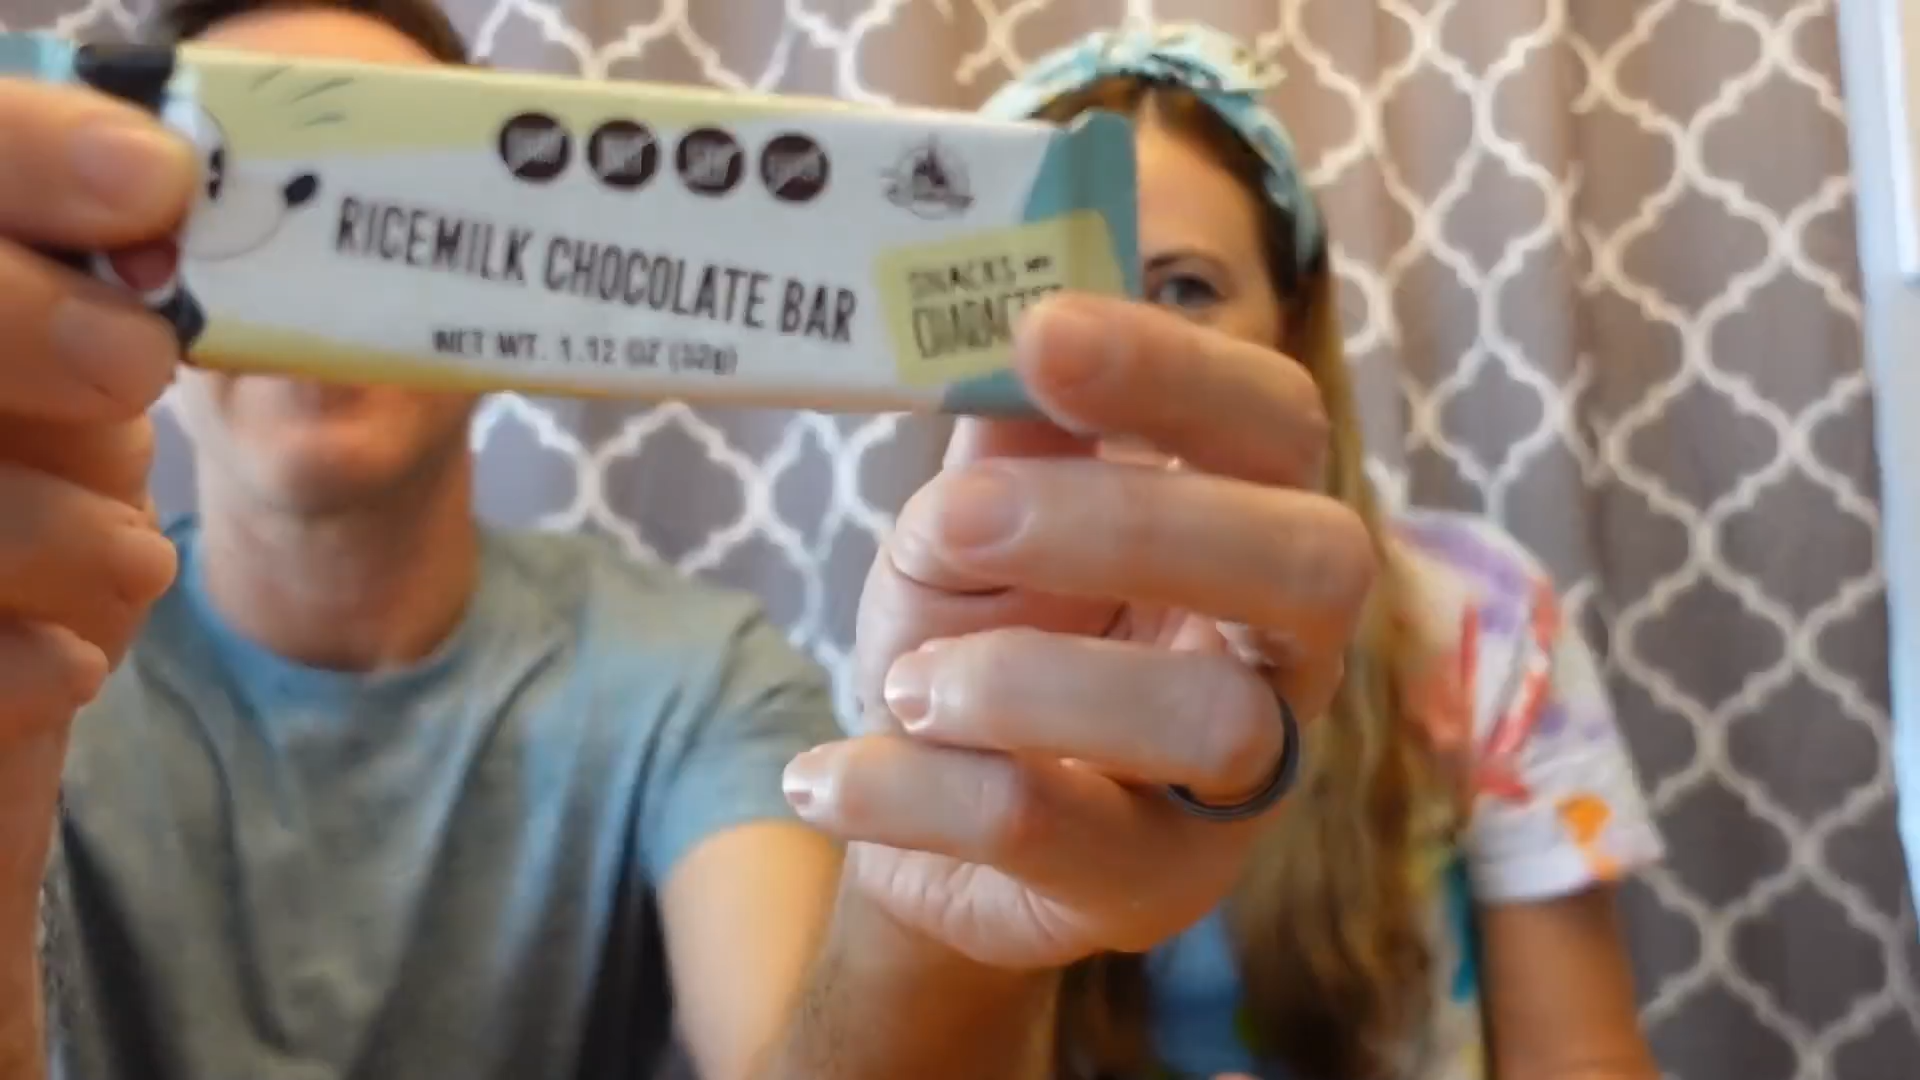 RICEMILK CHOCOLATE BAR
NET WT. 1.12 OZ (32g)
SNACKS